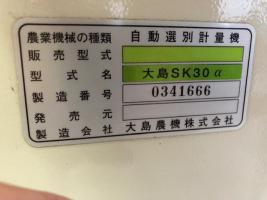 農業機械の種類 自動選別計量機
販売型式
型式名 大島SK30α
製造番号 0341666
発売元
製造会社 大島農機株式会社